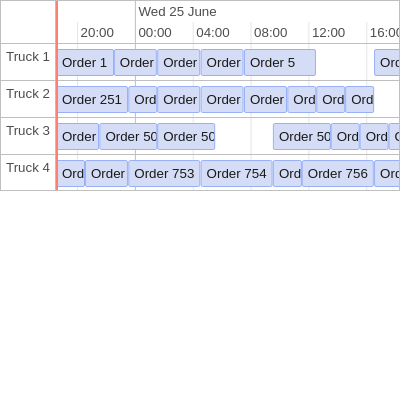 Wed 25 June
20:00 00:00 04:00 08:00 12:00 16:00
Truck 1 Order 1 Order Order Order Order 5 Ord
Truck 2 Order 251 Ord Order Order Order Ord Ord Ord
Truck 3 Order Order 50 Order 50 Order 50 Ord Ord
Truck 4 Ord Order Order 753 Order 754 Ord Order 756 Ord